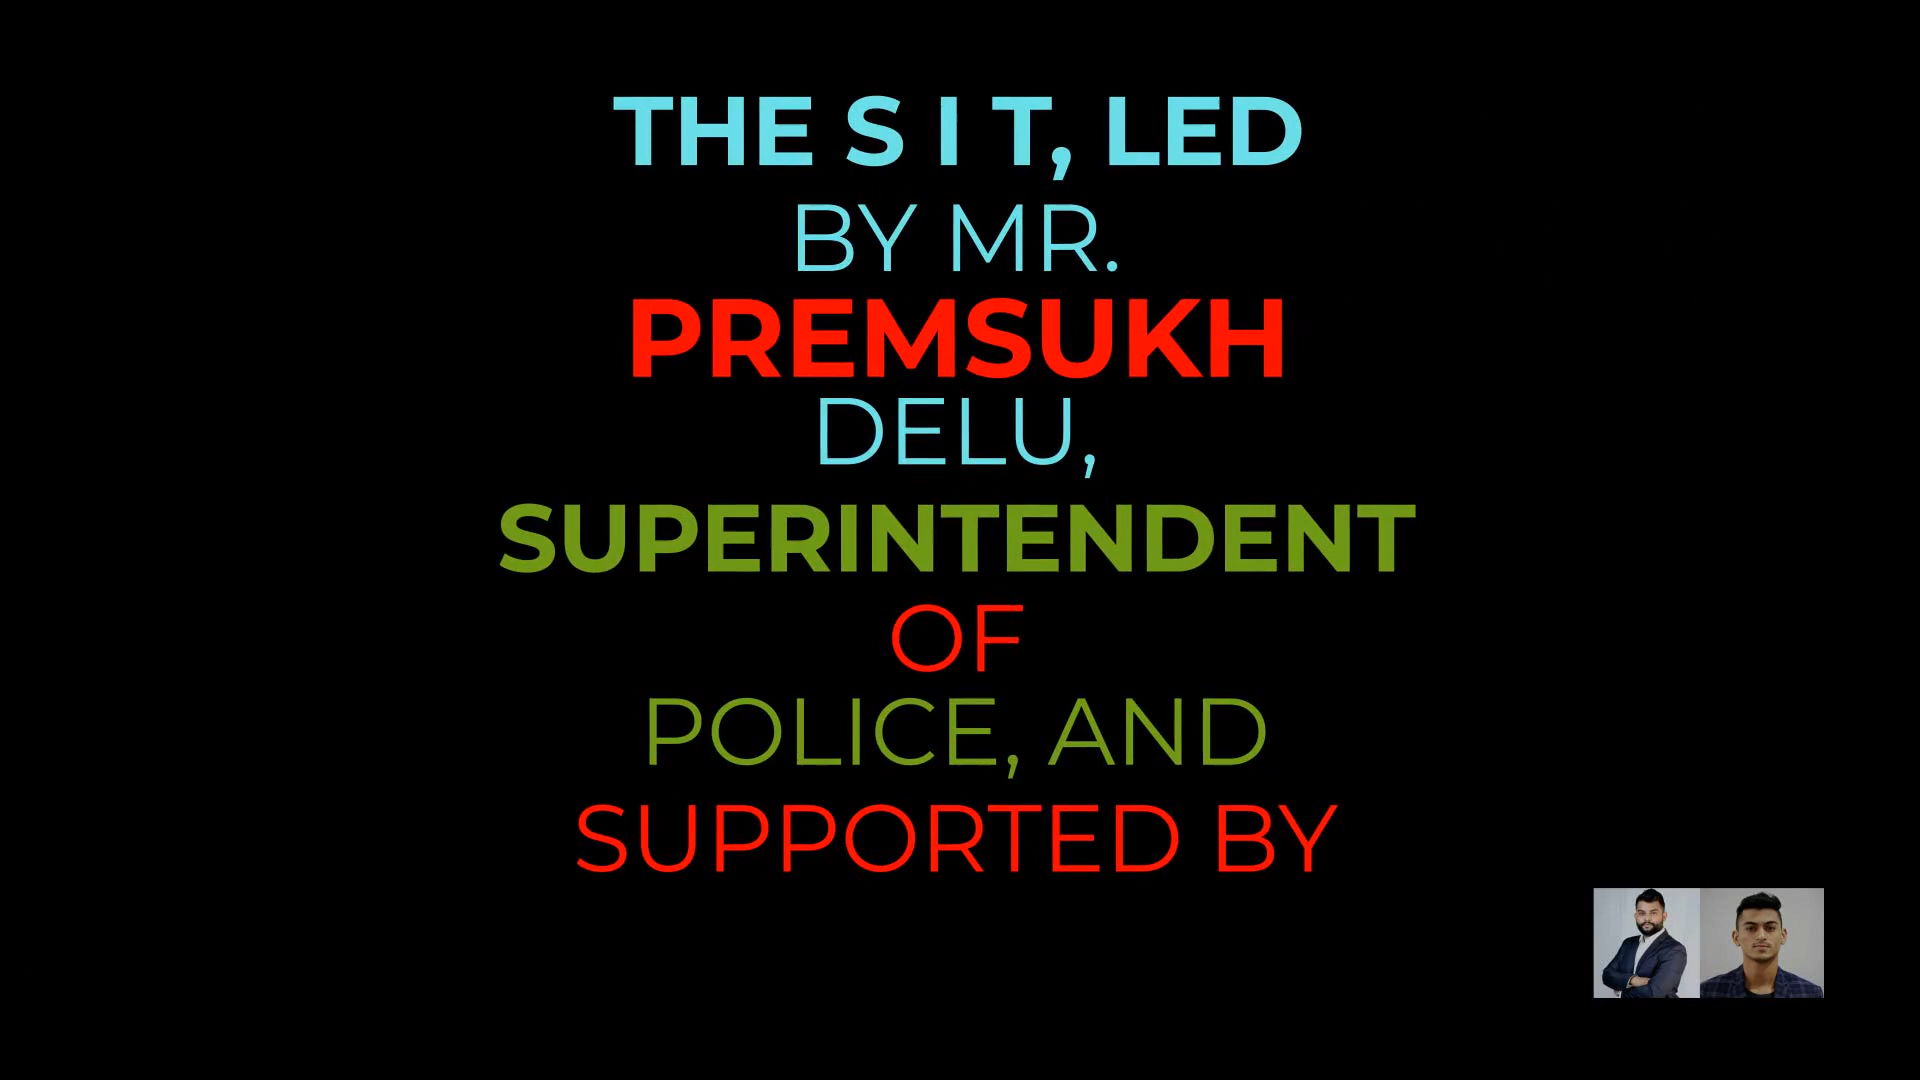 THE S I T, LED
BY MR.
PREMSUKH
DELU,
SUPERINTENDENT
OF
POLICE, AND
SUPPORTED BY